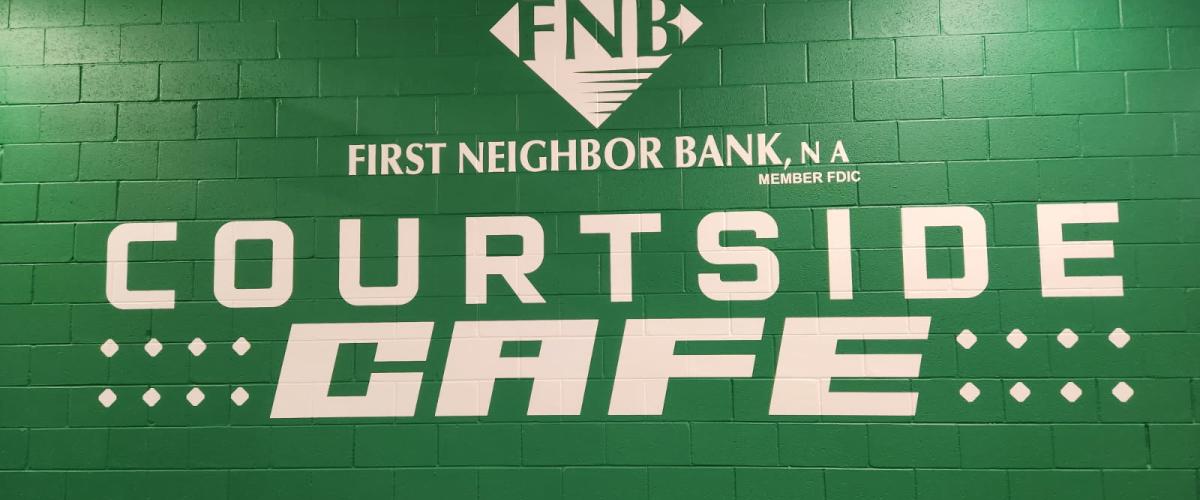 FNB
FIRST NEIGHBOR BANK, N A
MEMBER FDIC
COURTSIDE
CAFE